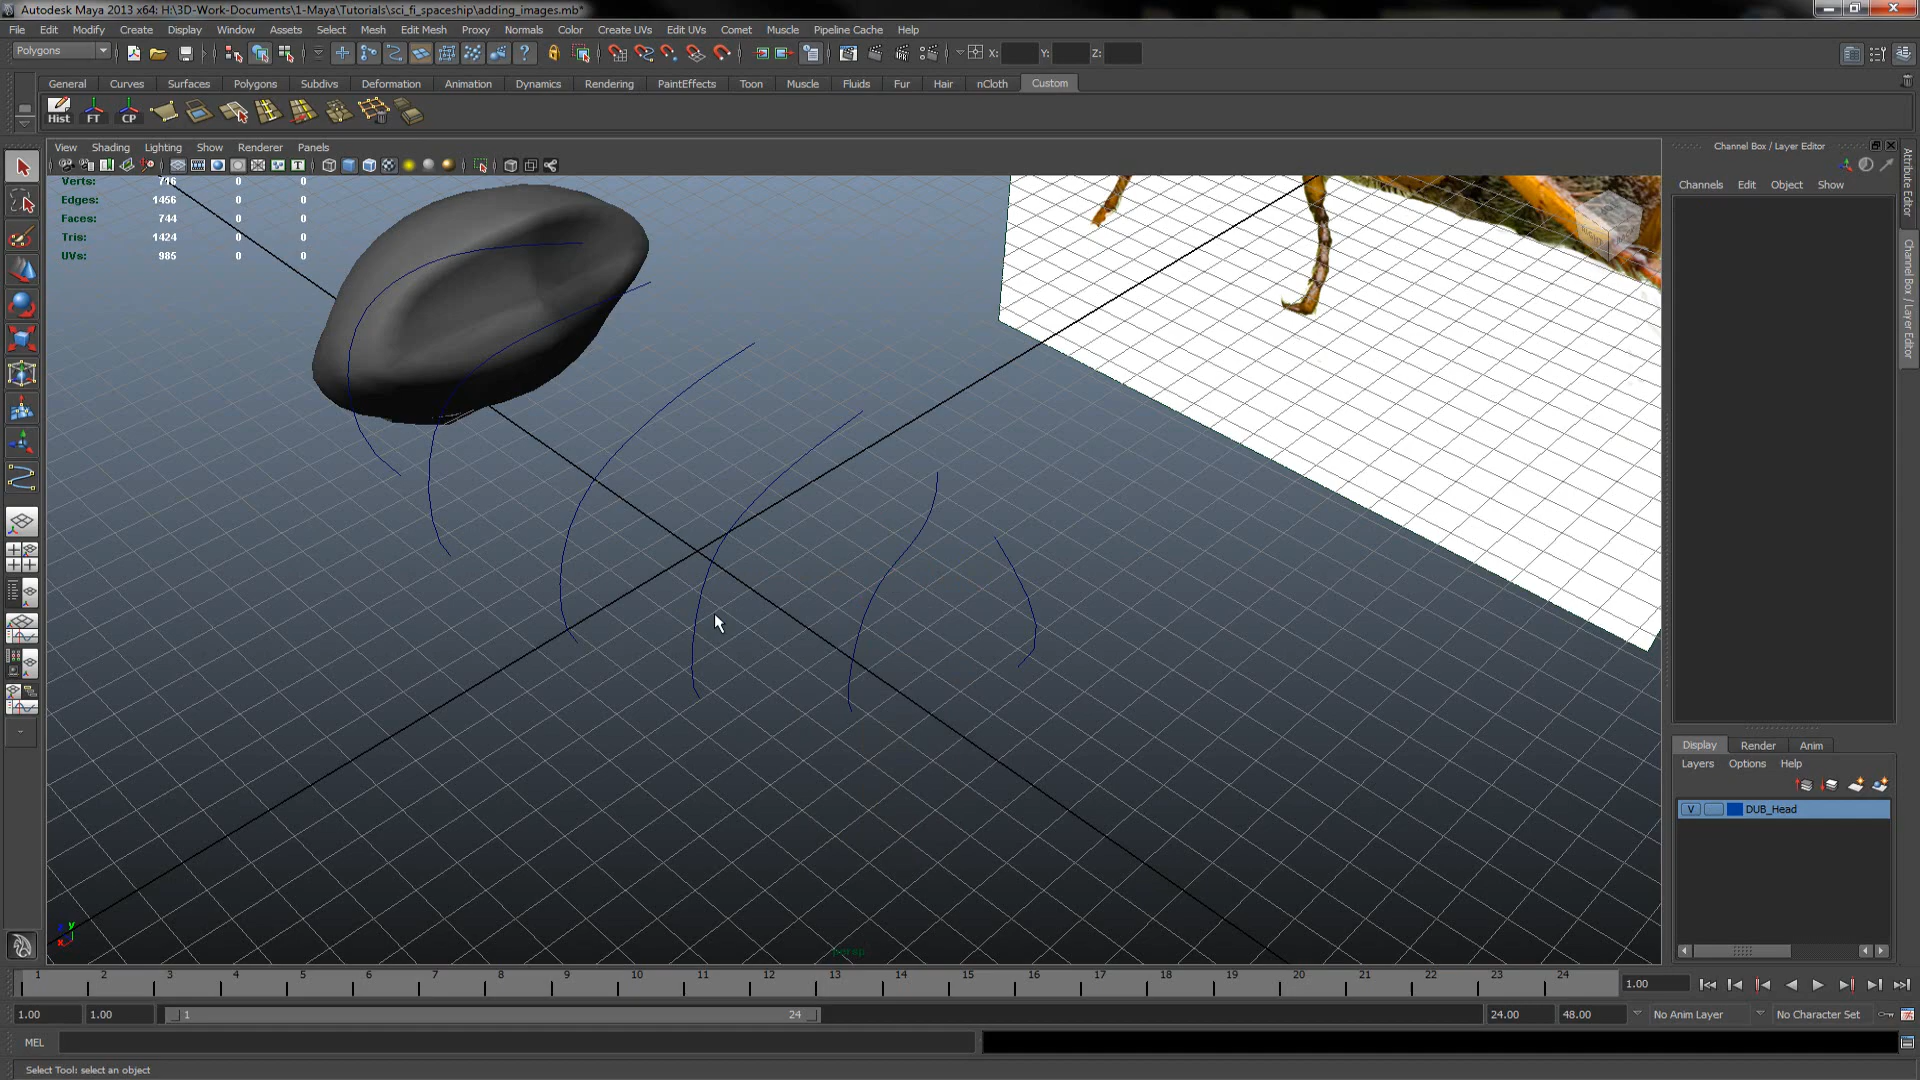 Autodesk Maya 2013 x64: H:\3D-Work-Documents\1-Maya\Tutorials\sci_fi_spaceship\adding_images.mb*
File Edit Modify Create Display Window Assets Select Mesh Edit Mesh Proxy Normals Color Create UVs Edit UVs Comet Muscle Pipeline Cache Help
Polygons X: Y: Z:
General Curves Surfaces Polygons Subdivs Deformation Animation Dynamics Rendering PaintEffects Toon Muscle Fluids Fur Hair nCloth Custom
Hist FT CP
View Shading Lighting Show Renderer Panels
Channel Box / Layer Editor
Channels Edit Object Show
Attribute Editor
Channel Box / Layer Editor
Verts: 716 0 0
Edges: 1456 0 0
Faces: 744 0 0
Tris: 1424 0 0
UVs: 985 0 0
RIGHT
Display Render Anim
Layers Options Help
V DUB_Head
y
x
persp
1 2 3 4 5 6 7 8 9 10 11 12 13 14 15 16 17 18 19 20 21 22 23 24 1.00
1.00 1.00 1 24 24.00 48.00 No Anim Layer No Character Set
MEL
Select Tool: select an object